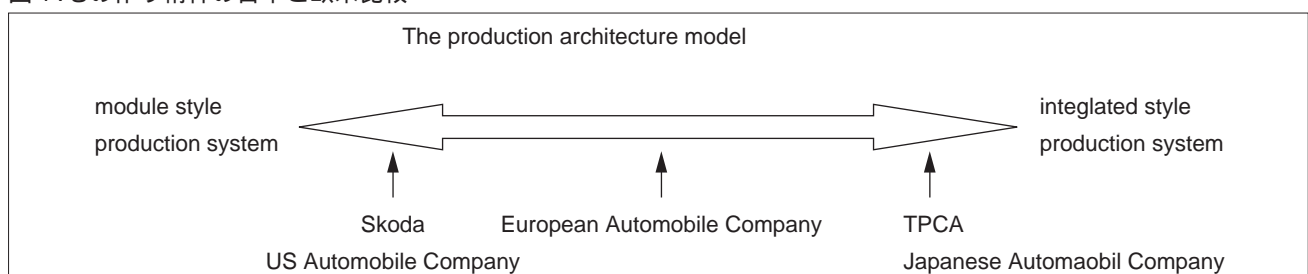 The production architecture model
module style
production system
integlated style
production system
Skoda
US Automobile Company
European Automobile Company
TPCA
Japanese Automaobil Company